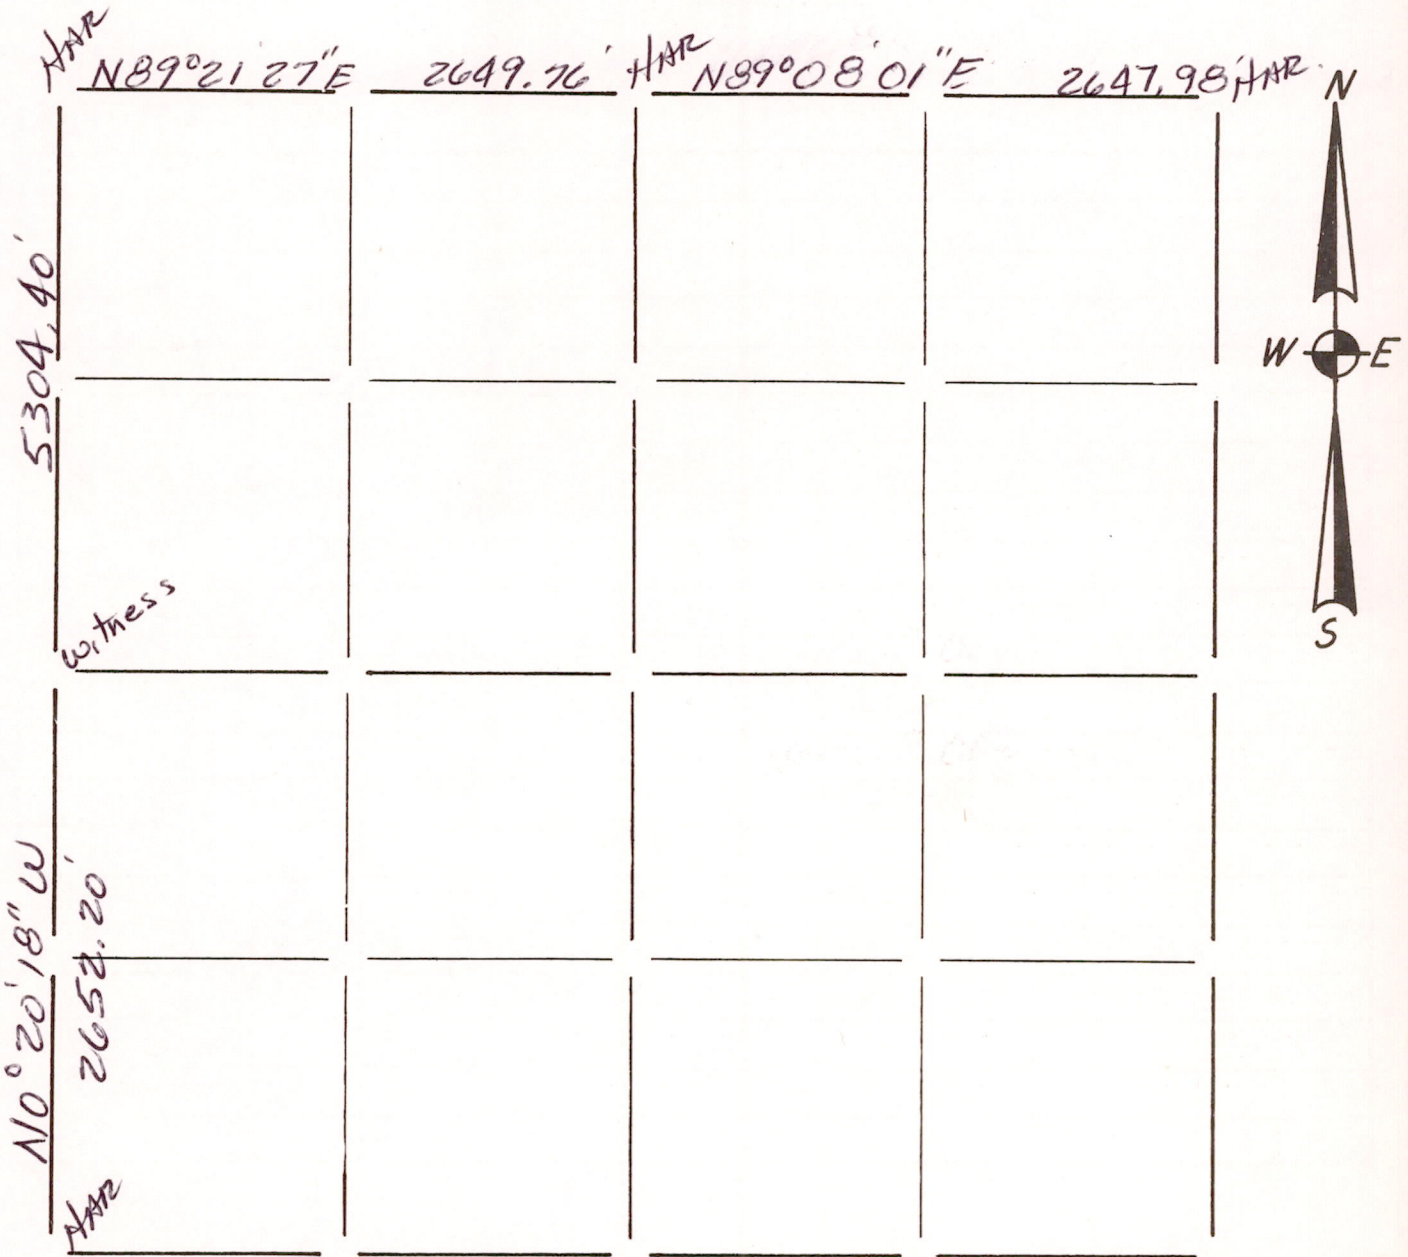 HAR N89°21'27"E 2649.76' HAR N89°08'01"E 2647.98' HAR
N
W E
S
5304.40'
Witness
N0°20'18"W
2652.20'
HAR